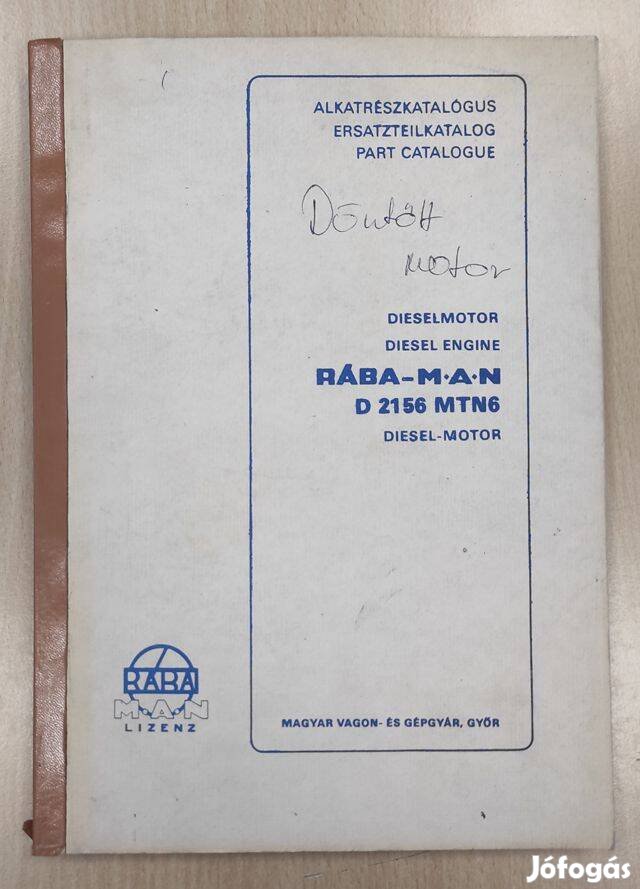 ALKATRÉSZKATALÓGUS
ERSATZTEILKATALOG
PART CATALOGUE
Döntött
motor
DIESELMOTOR
DIESEL ENGINE
RÁBA-M·A·N
D 2156 MTN6
DIESEL-MOTOR
RÁBA
M·A·N
LIZENZ
MAGYAR VAGON- ÉS GÉPGYÁR, GYŐR
Jófogás